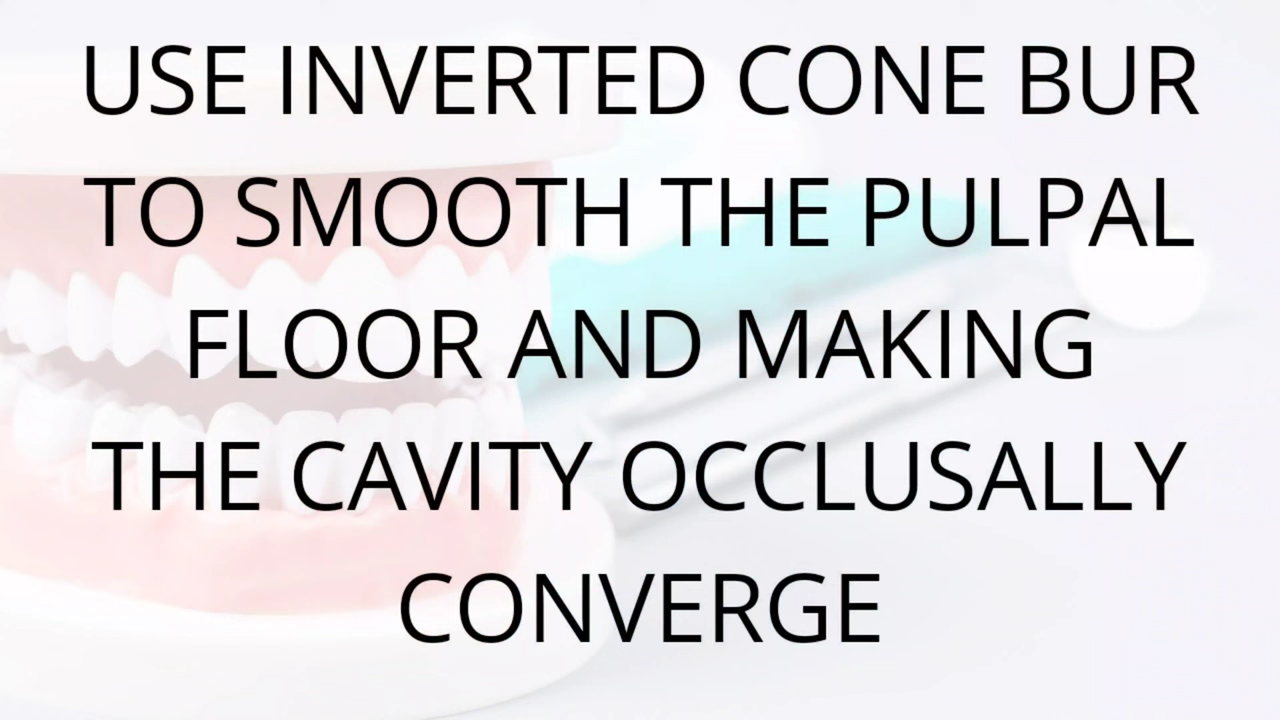 USE INVERTED CONE BUR
TO SMOOTH THE PULPAL
FLOOR AND MAKING
THE CAVITY OCCLUSALLY
CONVERGE